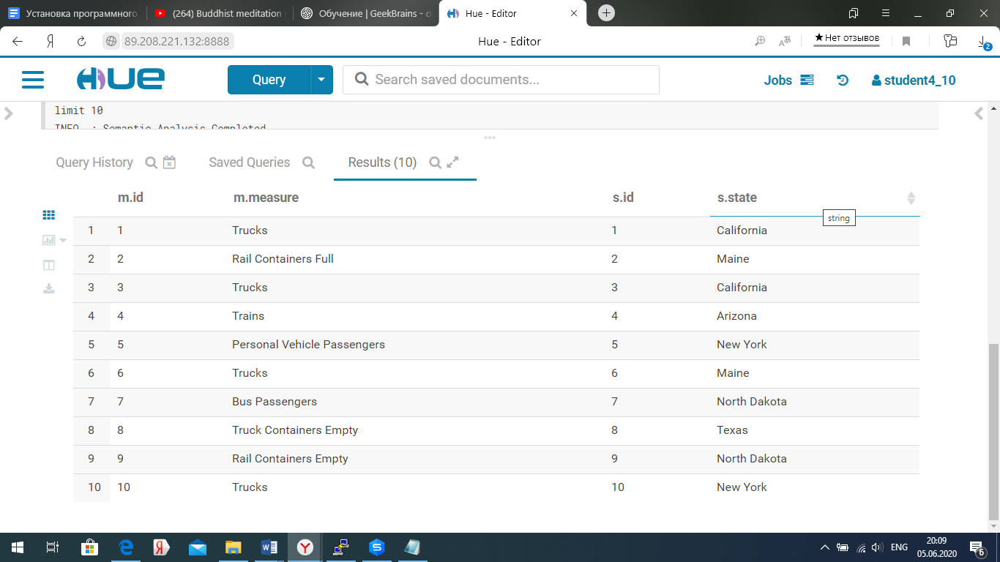 Установка программного (264) Buddhist meditation Обучение | GeekBrains - о Hue - Editor
Я 89.208.221.132:8888 Hue - Editor ★ Нет отзывов 2
HUE Query Search saved documents... Jobs student4_10
limit 10
INFO : Semantic Analysis Completed
Query History Saved Queries Results (10)
m.id m.measure s.id s.state
string
1 1 Trucks 1 California
2 2 Rail Containers Full 2 Maine
3 3 Trucks 3 California
4 4 Trains 4 Arizona
5 5 Personal Vehicle Passengers 5 New York
6 6 Trucks 6 Maine
7 7 Bus Passengers 7 North Dakota
8 8 Truck Containers Empty 8 Texas
9 9 Rail Containers Empty 9 North Dakota
10 10 Trucks 10 New York
ENG 20:09
05.06.2020 6